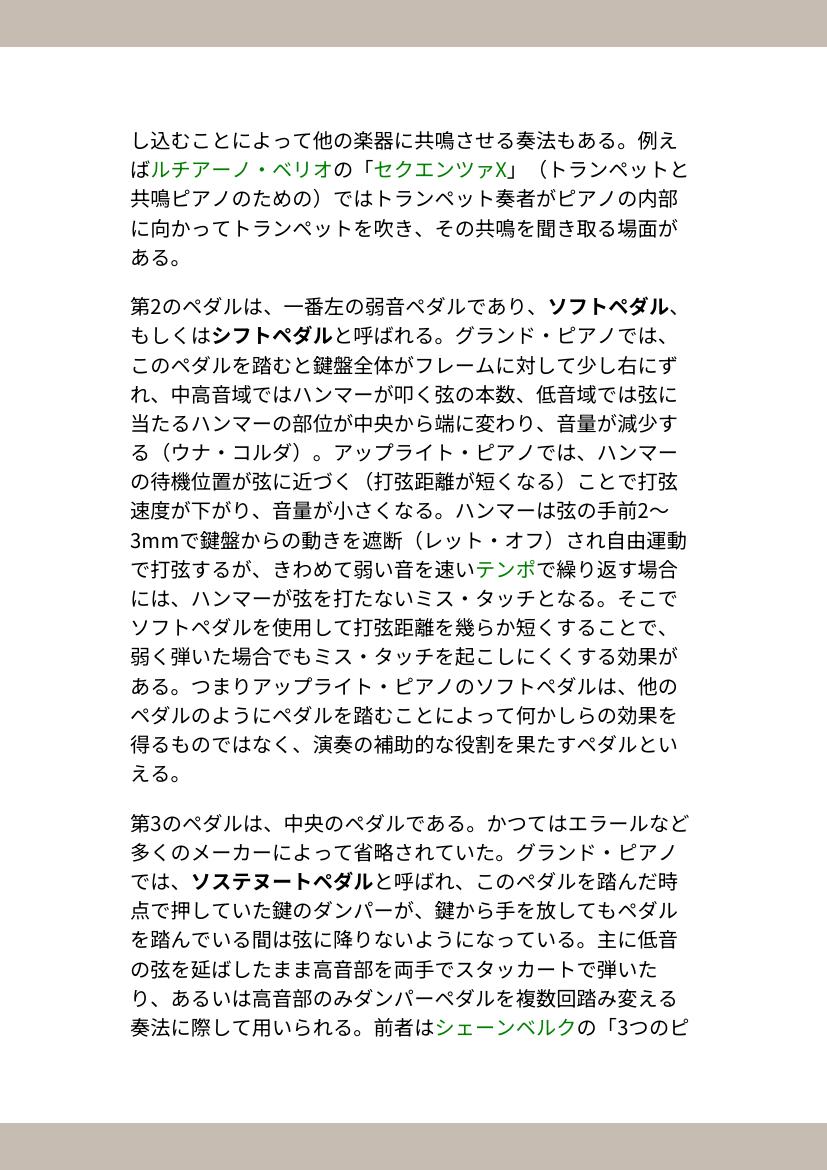 し込むことによって他の楽器に共鳴させる奏法もある。例え
ばルチアーノ・ベリオの「セクエンツァX」（トランペットと
共鳴ピアノのための）ではトランペット奏者がピアノの内部
に向かってトランペットを吹き、その共鳴を聞き取る場面が
ある。
第2のペダルは、一番左の弱音ペダルであり、ソフトペダル、
もしくはシフトペダルと呼ばれる。グランド・ピアノでは、
このペダルを踏むと鍵盤全体がフレームに対して少し右にず
れ、中高音域ではハンマーが叩く弦の本数、低音域では弦に
当たるハンマーの部位が中央から端に変わり、音量が減少す
る（ウナ・コルダ）。アップライト・ピアノでは、ハンマー
の待機位置が弦に近づく（打弦距離が短くなる）ことで打弦
速度が下がり、音量が小さくなる。ハンマーは弦の手前2〜
3mmで鍵盤からの動きを遮断（レット・オフ）され自由運動
で打弦するが、きわめて弱い音を速いテンポで繰り返す場合
には、ハンマーが弦を打たないミス・タッチとなる。そこで
ソフトペダルを使用して打弦距離を幾らか短くすることで、
弱く弾いた場合でもミス・タッチを起こしにくくする効果が
ある。つまりアップライト・ピアノのソフトペダルは、他の
ペダルのようにペダルを踏むことによって何かしらの効果を
得るものではなく、演奏の補助的な役割を果たすペダルとい
える。
第3のペダルは、中央のペダルである。かつてはエラールなど
多くのメーカーによって省略されていた。グランド・ピアノ
では、ソステヌートペダルと呼ばれ、このペダルを踏んだ時
点で押していた鍵のダンパーが、鍵から手を放してもペダル
を踏んでいる間は弦に降りないようになっている。主に低音
の弦を延ばしたまま高音部を両手でスタッカートで弾いた
り、あるいは高音部のみダンパーペダルを複数回踏み変える
奏法に際して用いられる。前者はシェーンベルクの「3つのピ